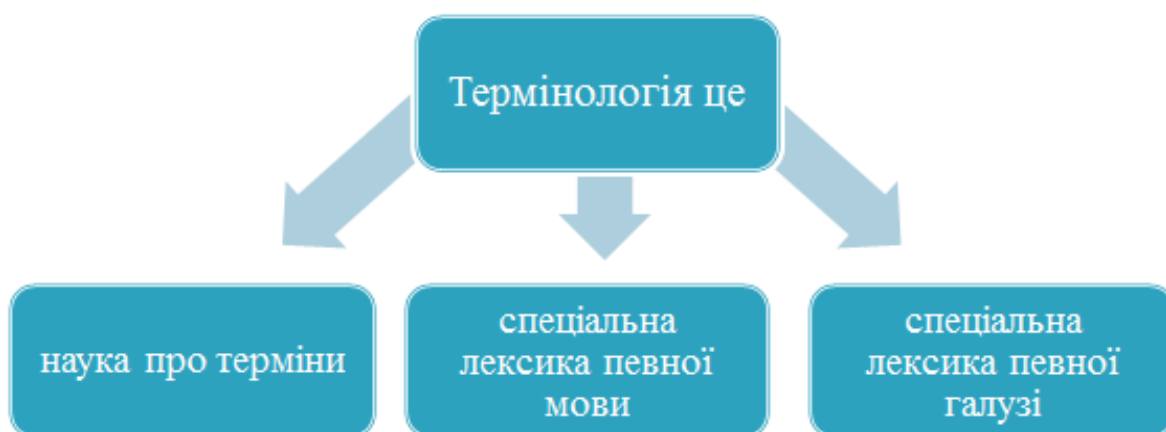 Термінологія це
наука про терміни
спеціальна
лексика певної
мови
спеціальна
лексика певної
галузі